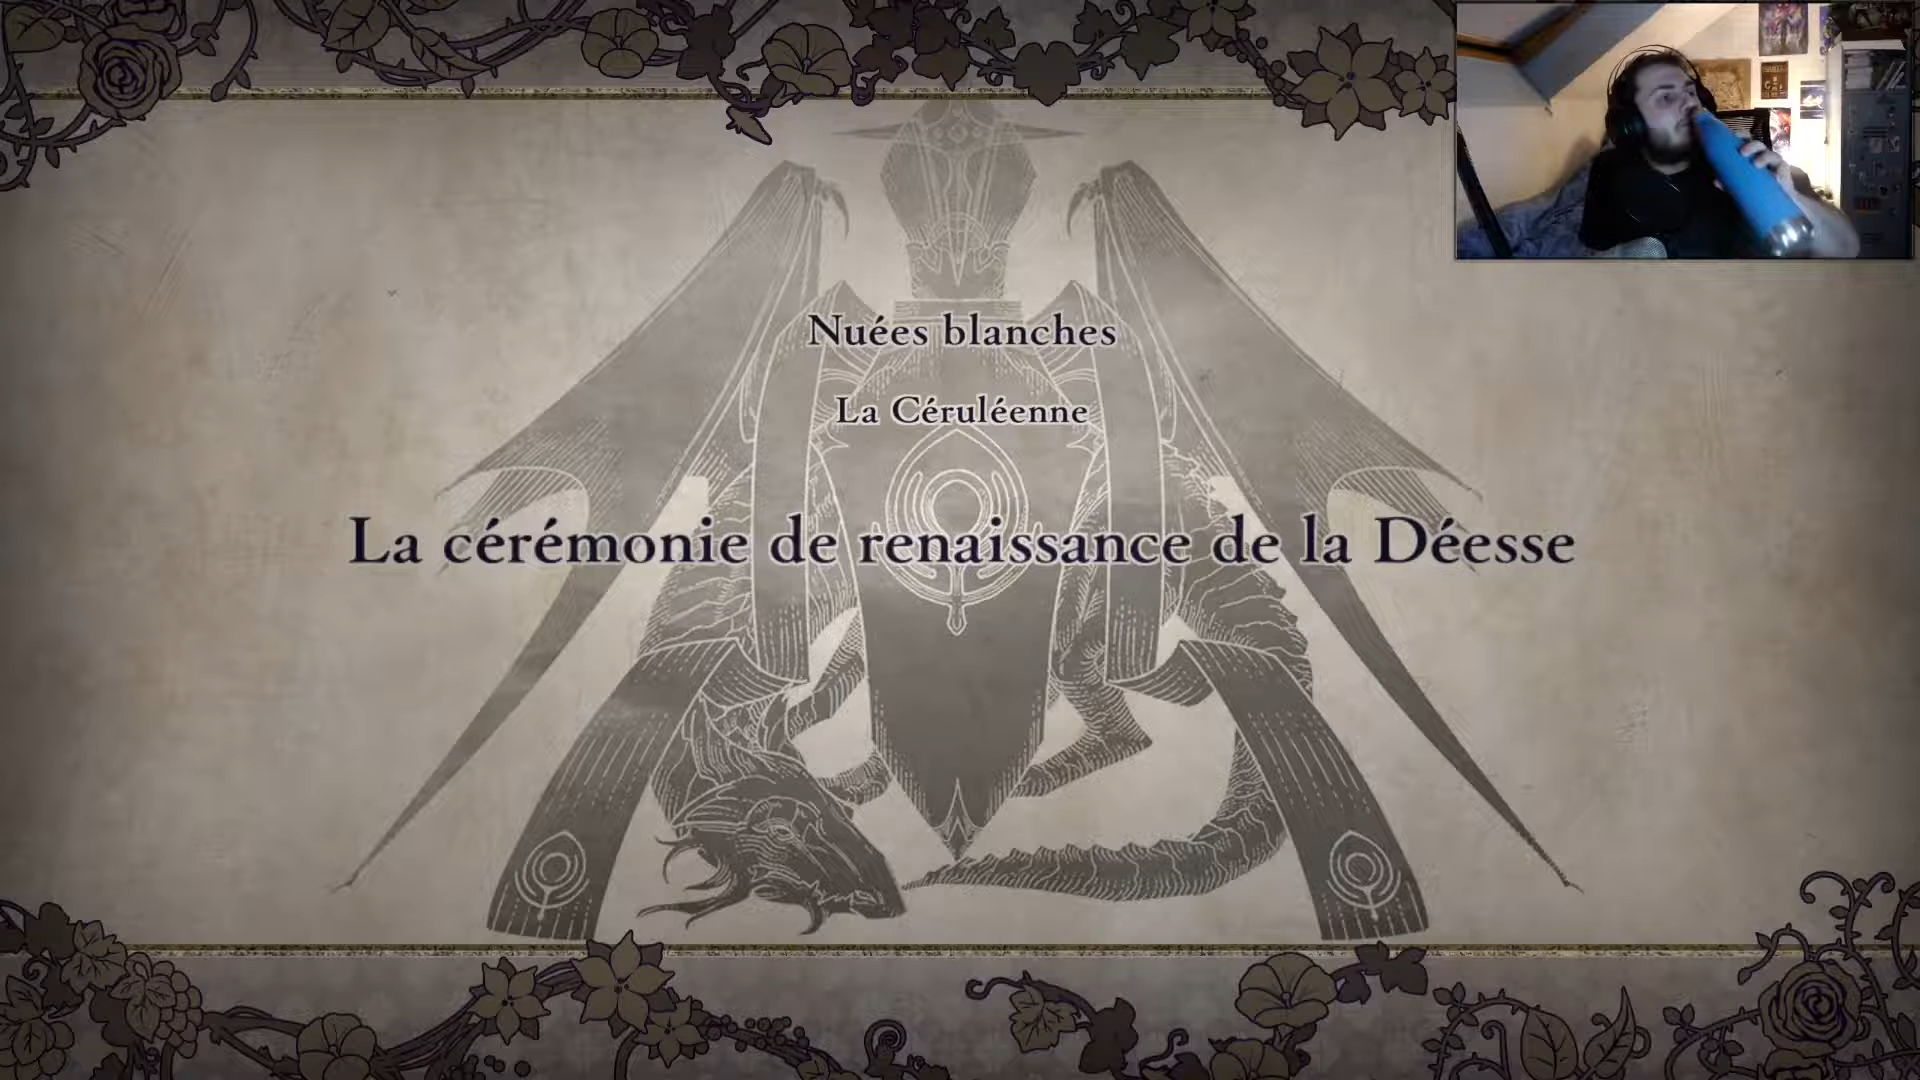 Nuées blanches
La Céruléenne
La cérémonie de renaissance de la Déesse